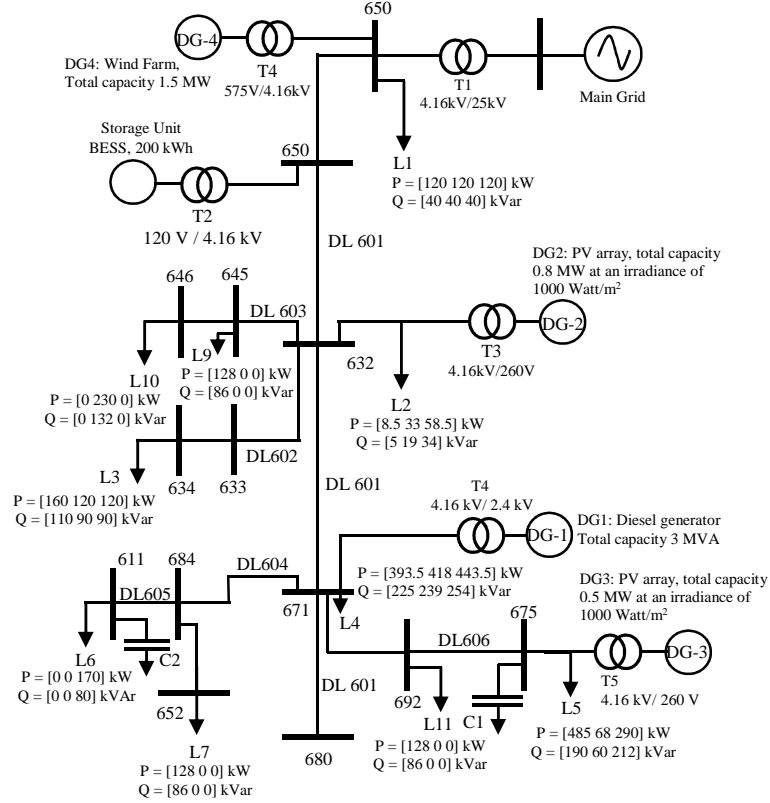 650
DG-4
DG4: Wind Farm,
Total capacity 1.5 MW
T4
575V/4.16kV
T1
4.16kV/25kV
Main Grid
L1
P = [120 120 120] kW
Q = [40 40 40] kVar
Storage Unit
BESS, 200 kWh
650
T2
120 V / 4.16 kV
DL 601
DG2: PV array, total capacity
0.8 MW at an irradiance of
1000 Watt/m²
DG-2
T3
4.16kV/260V
646
645
DL 603
632
L9
P = [128 0 0] kW
Q = [86 0 0] kVar
L10
P = [0 230 0] kW
Q = [0 132 0] kVar
L2
P = [8.5 33 58.5] kW
Q = [5 19 34] kVar
DL602
634
633
L3
P = [160 120 120] kW
Q = [110 90 90] kVar
DL 601
T4
4.16 kV/ 2.4 kV
DG-1
DG1: Diesel generator
Total capacity 3 MVA
611
684
DL604
DL605
671
L4
P = [393.5 418 443.5] kW
Q = [225 239 254] kVar
DG3: PV array, total capacity
0.5 MW at an irradiance of
1000 Watt/m²
675
DL606
DG-3
T5
4.16 kV/ 260 V
L6
C2
P = [0 0 170] kW
Q = [0 0 80] kVAr
652
L7
P = [128 0 0] kW
Q = [86 0 0] kVar
DL 601
680
692
L11
P = [128 0 0] kW
Q = [86 0 0] kVar
C1
L5
P = [485 68 290] kW
Q = [190 60 212] kVar